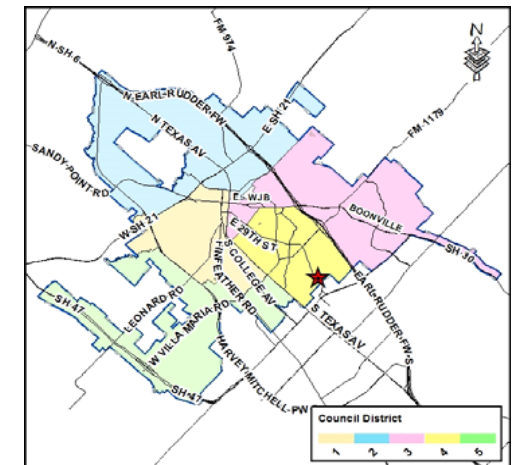 FM 974
N
N-SH-6
N-EARL-RUDDER-FW
E SH 21
N TEXAS-AV
FM-1179
SANDY-POINT-RD
E WJB
BOONVILLE
W-SH 21
E 29TH ST
SH-30
S COLLEGE-AV
FINFEATHER RD
SH-47
LEONARD RD
W VILLA MARIA RD
S TEXAS AV
EARL-RUDDER-FW-S
HARVEY-MITCHELL-PW
SH-47
Council District
1 2 3 4 5